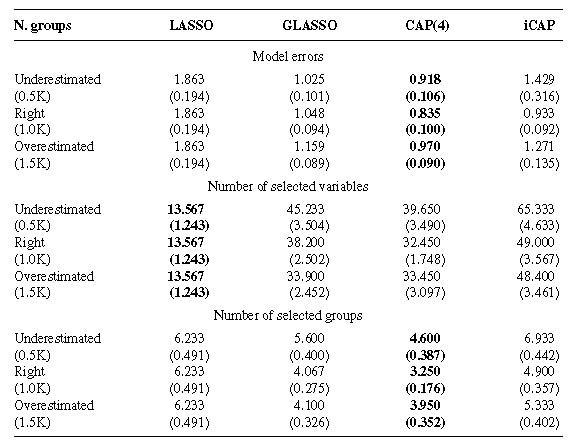 N. groups LASSO GLASSO CAP(4) iCAP
Model errors
Underestimated 1.863 1.025 0.918 1.429
(0.5K) (0.194) (0.101) (0.106) (0.316)
Right 1.863 1.048 0.835 0.933
(1.0K) (0.194) (0.094) (0.100) (0.092)
Overestimated 1.863 1.159 0.970 1.271
(1.5K) (0.194) (0.089) (0.090) (0.135)
Number of selected variables
Underestimated 13.567 45.233 39.650 65.333
(0.5K) (1.243) (3.504) (3.490) (4.633)
Right 13.567 38.200 32.450 49.000
(1.0K) (1.243) (2.502) (1.748) (3.567)
Overestimated 13.567 33.900 33.450 48.400
(1.5K) (1.243) (2.452) (3.097) (3.461)
Number of selected groups
Underestimated 6.233 5.600 4.600 6.933
(0.5K) (0.491) (0.400) (0.387) (0.442)
Right 6.233 4.067 3.250 4.900
(1.0K) (0.491) (0.275) (0.176) (0.357)
Overestimated 6.233 4.100 3.950 5.333
(1.5K) (0.491) (0.326) (0.352) (0.402)